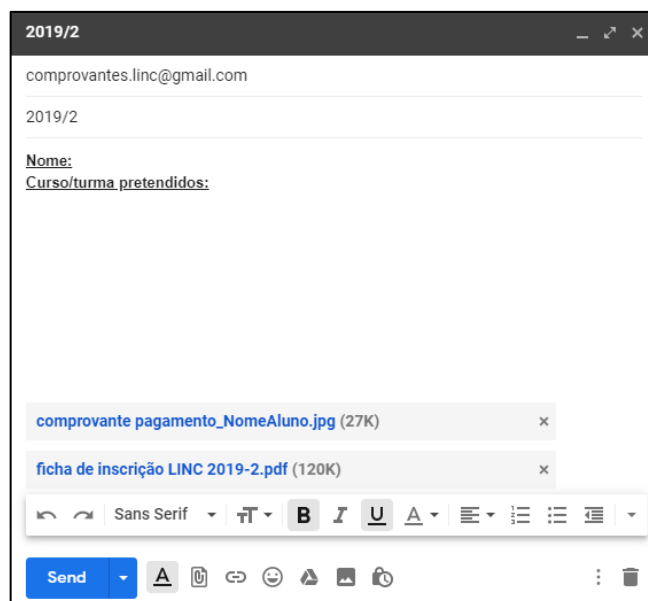 2019/2
comprovantes.linc@gmail.com
2019/2
Nome:
Curso/turma pretendidos:
comprovante pagamento_NomeAluno.jpg (27K)
ficha de inscrição LINC 2019-2.pdf (120K)
Sans Serif
Send